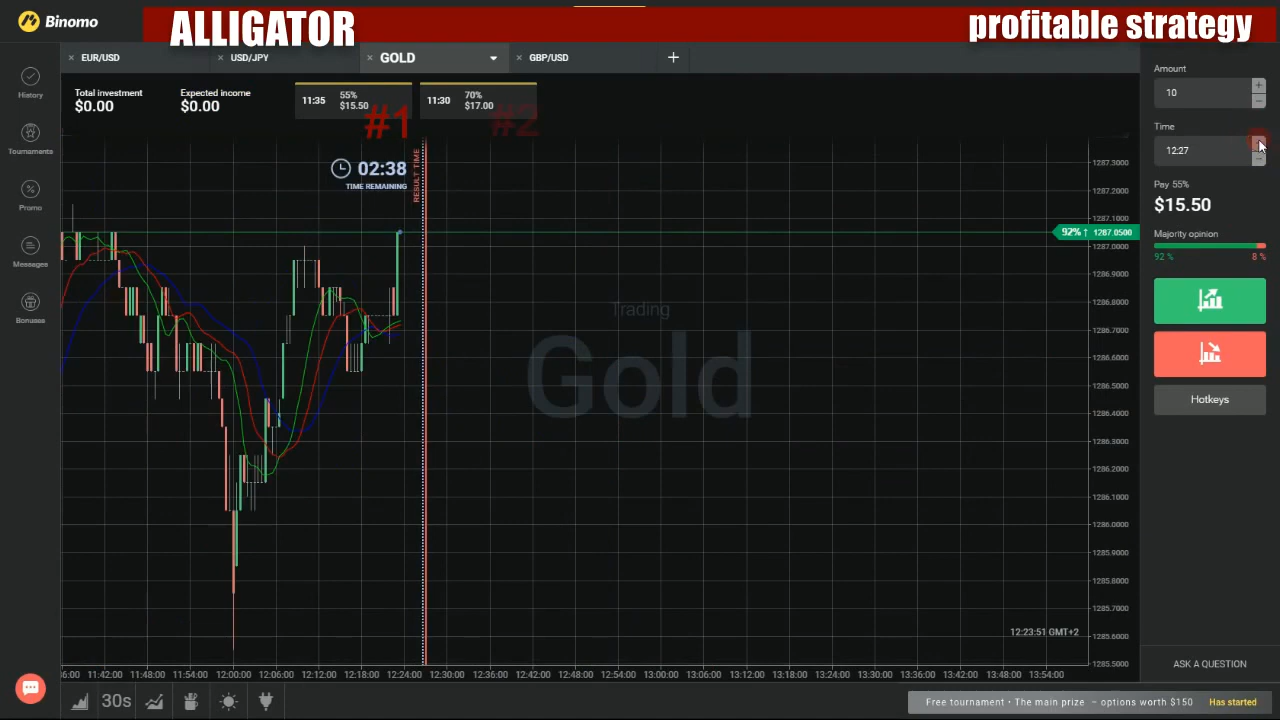 Binomo
ALLIGATOR
profitable strategy
EUR/USD
USD/JPY
GOLD
GBP/USD
Total investment
$0.00
Expected income
$0.00
11:35
55%
$15.50
11:30
70%
$17.00
#1
#2
02:38
TIME REMAINING
RESULT TIME
History
Tournaments
Promo
Messages
Bonuses
Trading
Gold
1287.3000
1287.2000
1287.1000
92% ↑ 1287.0500
1287.0000
1286.9000
1286.8000
1286.7000
1286.6000
1286.5000
1286.4000
1286.3000
1286.2000
1286.1000
1286.0000
1285.9000
1285.8000
1285.7000
1285.6000
1285.5000
12:23:51 GMT+2
36:00 11:42:00 11:48:00 11:54:00 12:00:00 12:06:00 12:12:00 12:18:00 12:24:00 12:30:00 12:36:00 12:42:00 12:48:00 12:54:00 13:00:00 13:06:00 13:12:00 13:18:00 13:24:00 13:30:00 13:36:00 13:42:00 13:48:00 13:54:00
30s
Amount
10
Time
12:27
Pay 55%
$15.50
Majority opinion
92 %
8 %
Hotkeys
ASK A QUESTION
Free tournament • The main prize – options worth $150 Has started